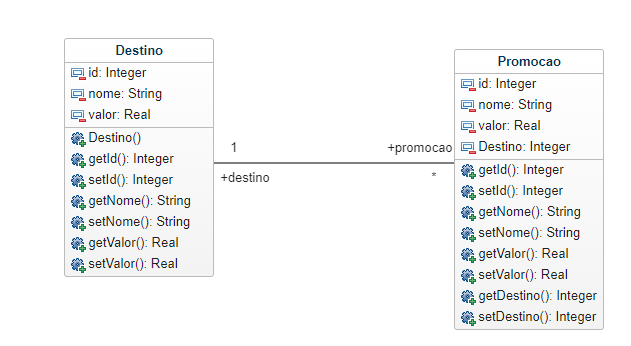 Destino
id: Integer
nome: String
valor: Real
Destino()
getId(): Integer
setId(): Integer
getNome(): String
setNome(): String
getValor(): Real
setValor(): Real
1
+destino
+promocao
*
Promocao
id: Integer
nome: String
valor: Real
Destino: Integer
getId(): Integer
setId(): Integer
getNome(): String
setNome(): String
getValor(): Real
setValor(): Real
getDestino(): Integer
setDestino(): Integer